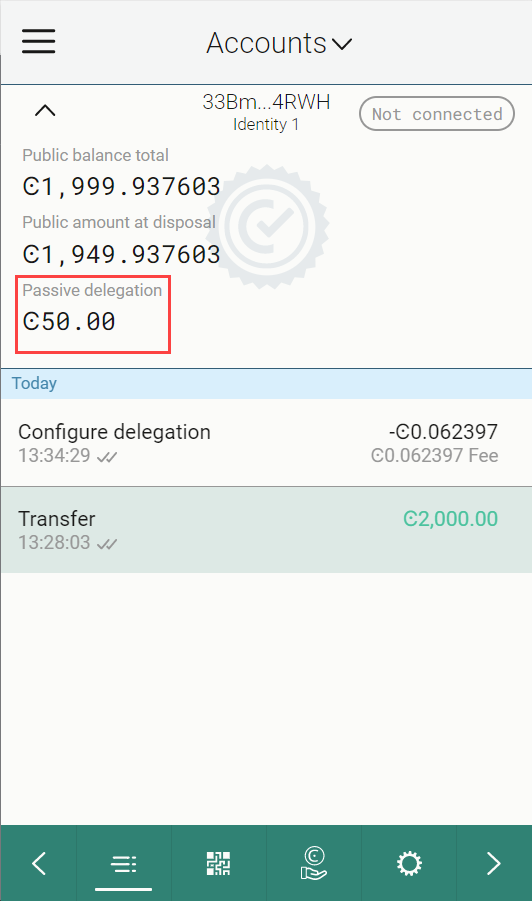 Accounts
33Bm...4RWH
Identity 1
Not connected
Public balance total
Ͼ1,999.937603
Public amount at disposal
Ͼ1,949.937603
Passive delegation
Ͼ50.00
Today
Configure delegation -Ͼ0.062397
13:34:29 Ͼ0.062397 Fee
Transfer Ͼ2,000.00
13:28:03